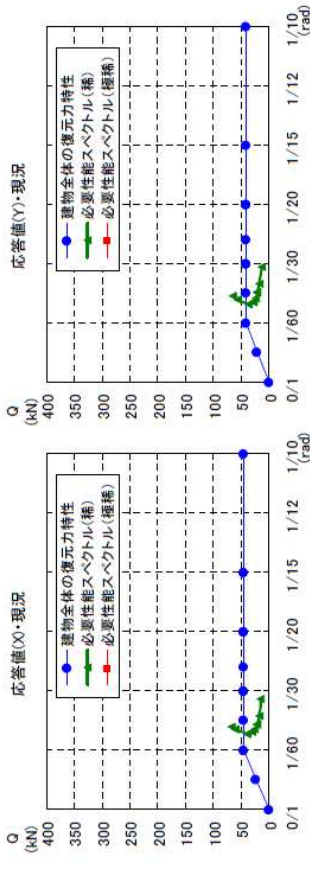 応答値(X)・現況
Q
(kN)
400
350
300
250
200
150
100
50
0
建物全体の復元力特性
必要性能スペクトル(稀)
必要性能スペクトル(極稀)
0/1
1/60
1/30
1/20
1/15
1/12
1/10
(rad)
応答値(Y)・現況
Q
(kN)
400
350
300
250
200
150
100
50
0
建物全体の復元力特性
必要性能スペクトル(稀)
必要性能スペクトル(極稀)
0/1
1/60
1/30
1/20
1/15
1/12
1/10
(rad)